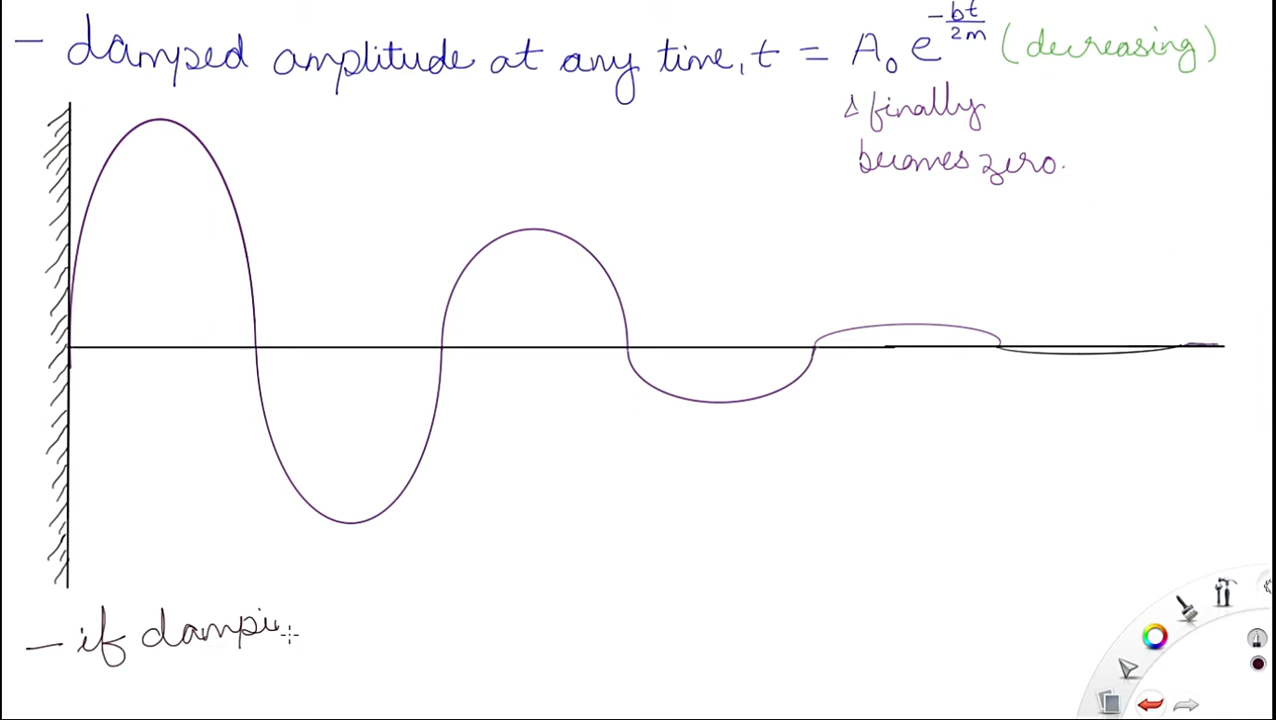 - damped amplitude at any time, t = A₀ e^(-bt/2m) (decreasing)
& finally
becomes zero.
- if dampi